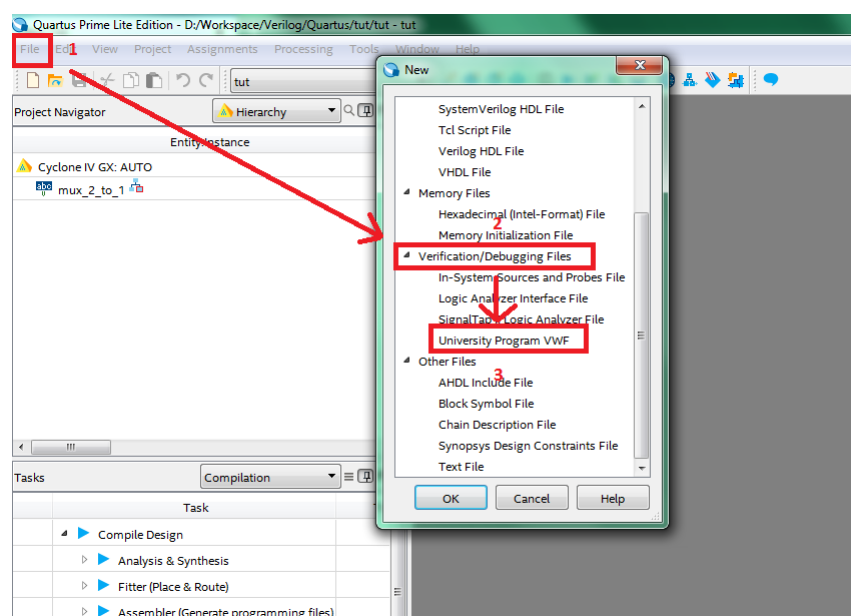 Quartus Prime Lite Edition - D:/Workspace/Verilog/Quartus/tut/tut - tut
File Edit View Project Assignments Processing Tools Window Help
1
tut
Project Navigator
Hierarchy
Entity:Instance
Cyclone IV GX: AUTO
abc
mux_2_to_1
Tasks
Compilation
Task
Compile Design
Analysis & Synthesis
Fitter (Place & Route)
Assembler (Generate programming files)
New
SystemVerilog HDL File
Tcl Script File
Verilog HDL File
VHDL File
Memory Files
Hexadecimal (Intel-Format) File
2
Memory Initialization File
Verification/Debugging Files
In-System Sources and Probes File
Logic Analyzer Interface File
SignalTap Logic Analyzer File
University Program VWF
Other Files
3
AHDL Include File
Block Symbol File
Chain Description File
Synopsys Design Constraints File
Text File
OK Cancel Help